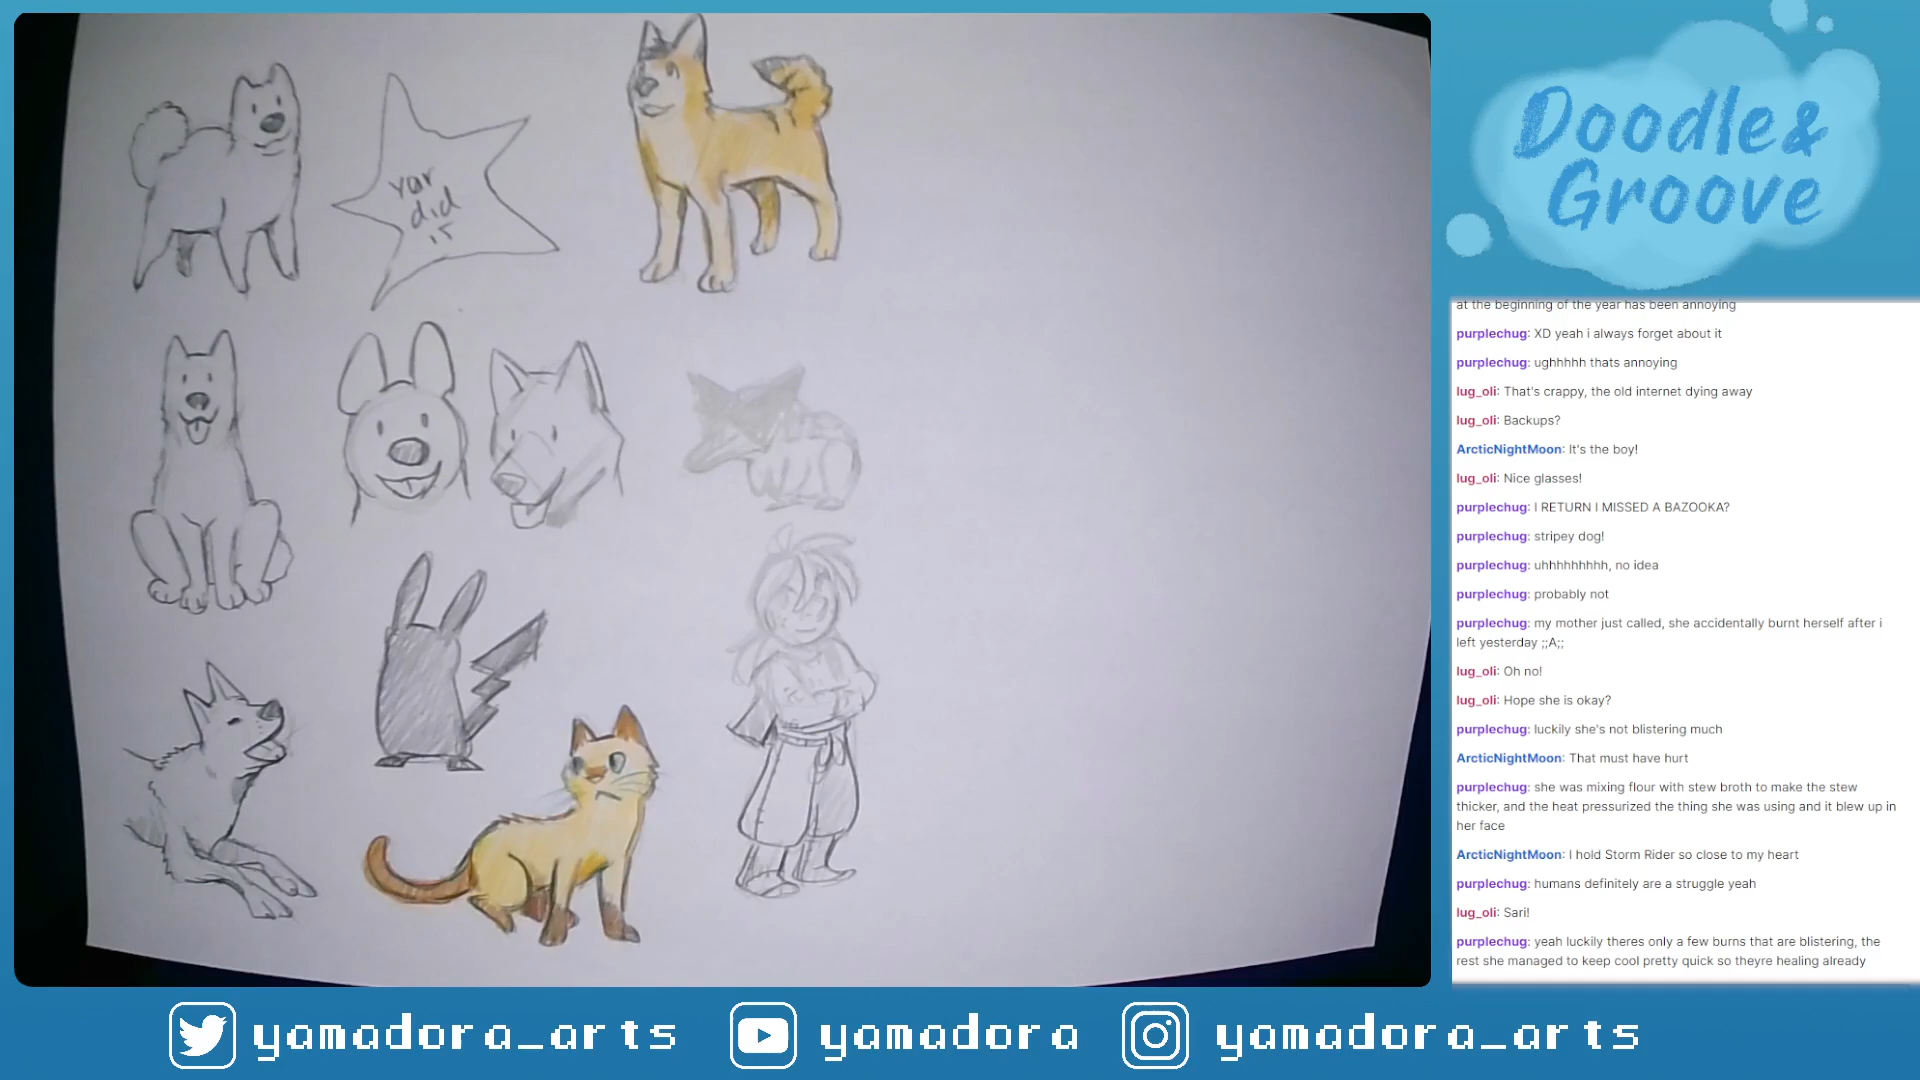 yar
did
it
Doodle&
Groove
at the beginning of the year has been annoying
purplechug: XD yeah i always forget about it
purplechug: ughhhhh thats annoying
lug_oli: That's crappy, the old internet dying away
lug_oli: Backups?
ArcticNightMoon: It's the boy!
lug_oli: Nice glasses!
purplechug: I RETURN I MISSED A BAZOOKA?
purplechug: stripey dog!
purplechug: uhhhhhhhhh, no idea
purplechug: probably not
purplechug: my mother just called, she accidentally burnt herself after i
left yesterday ;;A;;
lug_oli: Oh no!
lug_oli: Hope she is okay?
purplechug: luckily she's not blistering much
ArcticNightMoon: That must have hurt
purplechug: she was mixing flour with stew broth to make the stew
thicker, and the heat pressurized the thing she was using and it blew up in
her face
ArcticNightMoon: I hold Storm Rider so close to my heart
purplechug: humans definitely are a struggle yeah
lug_oli: Sari!
purplechug: yeah luckily theres only a few burns that are blistering, the
rest she managed to keep cool pretty quick so theyre healing already
yamadora_arts
yamadora
yamadora_arts